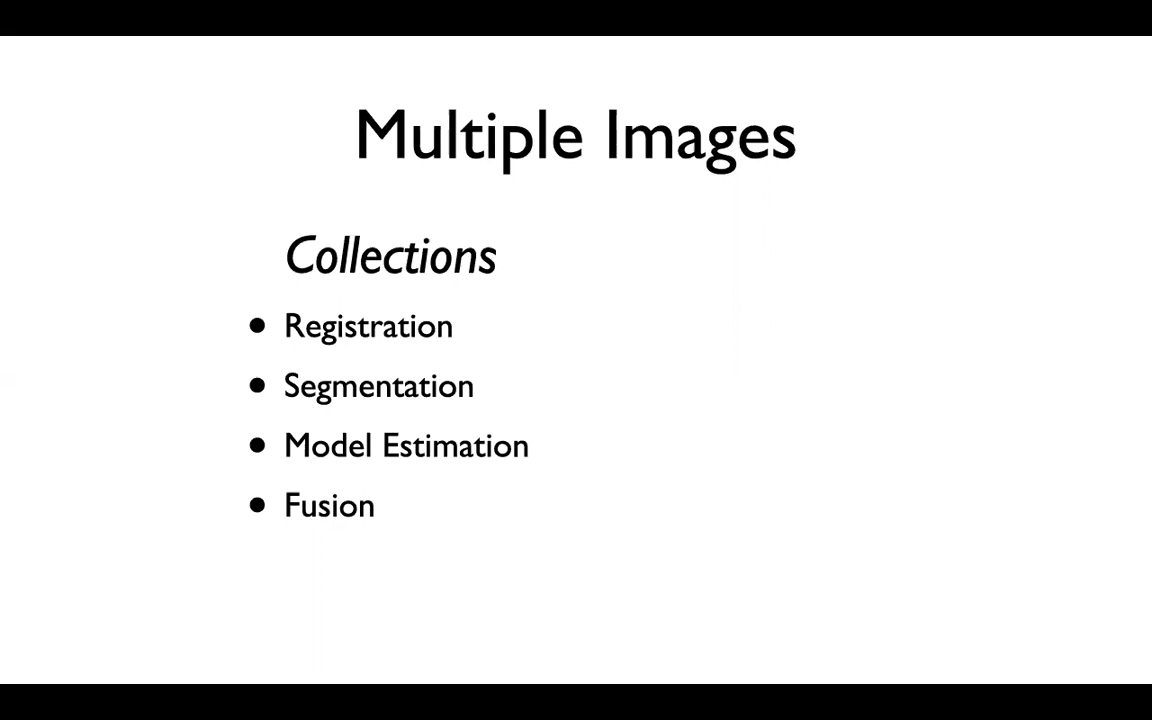 Multiple Images
Collections
• Registration
• Segmentation
• Model Estimation
• Fusion